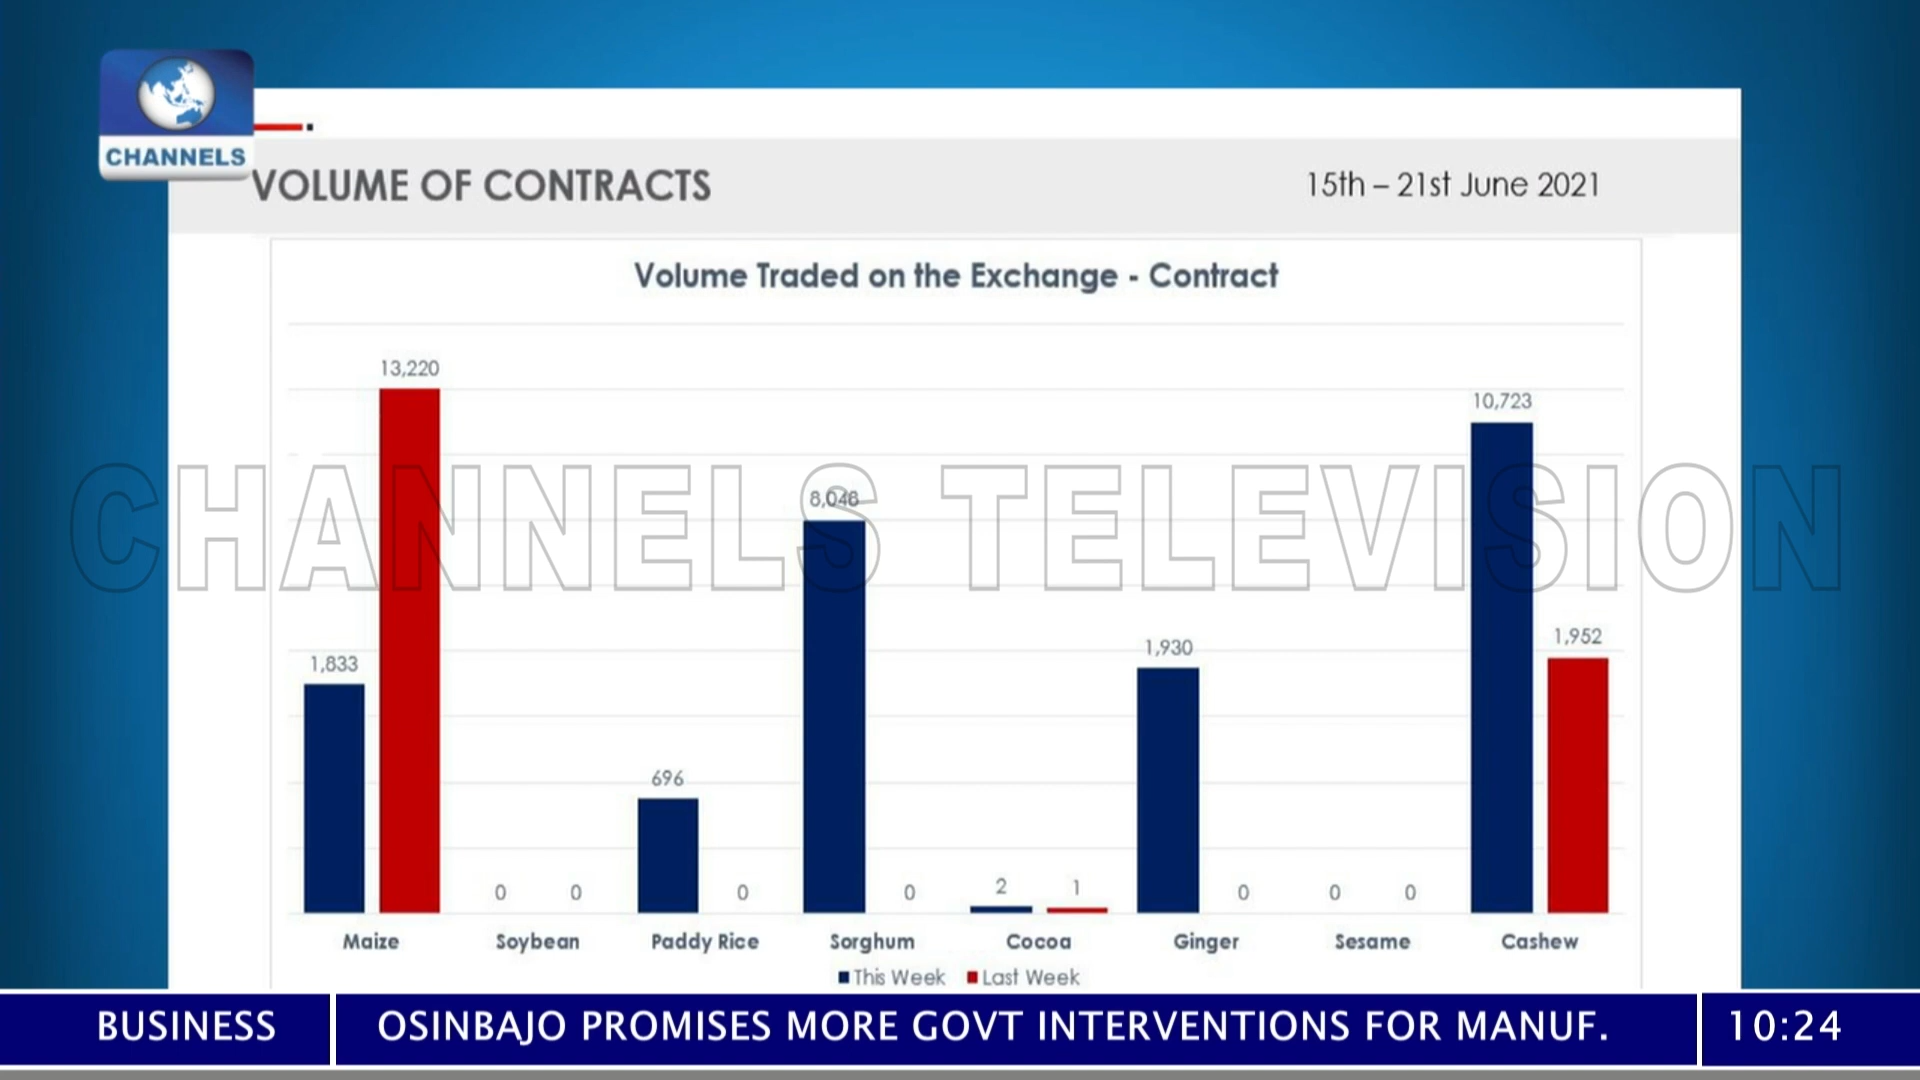 CHANNELS
VOLUME OF CONTRACTS
15th – 21st June 2021
Volume Traded on the Exchange - Contract
13,220
10,723
8,046
1,952
1,930
1,833
696
0 0 0 0 2 1 0 0 0
Maize Soybean Paddy Rice Sorghum Cocoa Ginger Sesame Cashew
This Week Last Week
CHANNELS TELEVISION
BUSINESS
OSINBAJO PROMISES MORE GOVT INTERVENTIONS FOR MANUF.
10:24